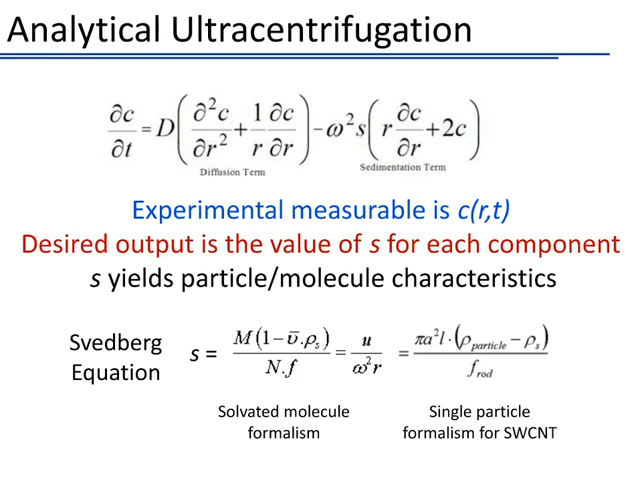 Analytical Ultracentrifugation
∂c/∂t = D(∂²c/∂r² + 1/r ∂c/∂r) − ω²s(r ∂c/∂r + 2c)
Diffusion Term Sedimentation Term
Experimental measurable is c(r,t)
Desired output is the value of s for each component
s yields particle/molecule characteristics
Svedberg
Equation
s = M(1−ῡ.ρₛ)/N.f = u/ω²r = πa²l·(ρparticle − ρₛ)/f rod
Solvated molecule
formalism
Single particle
formalism for SWCNT